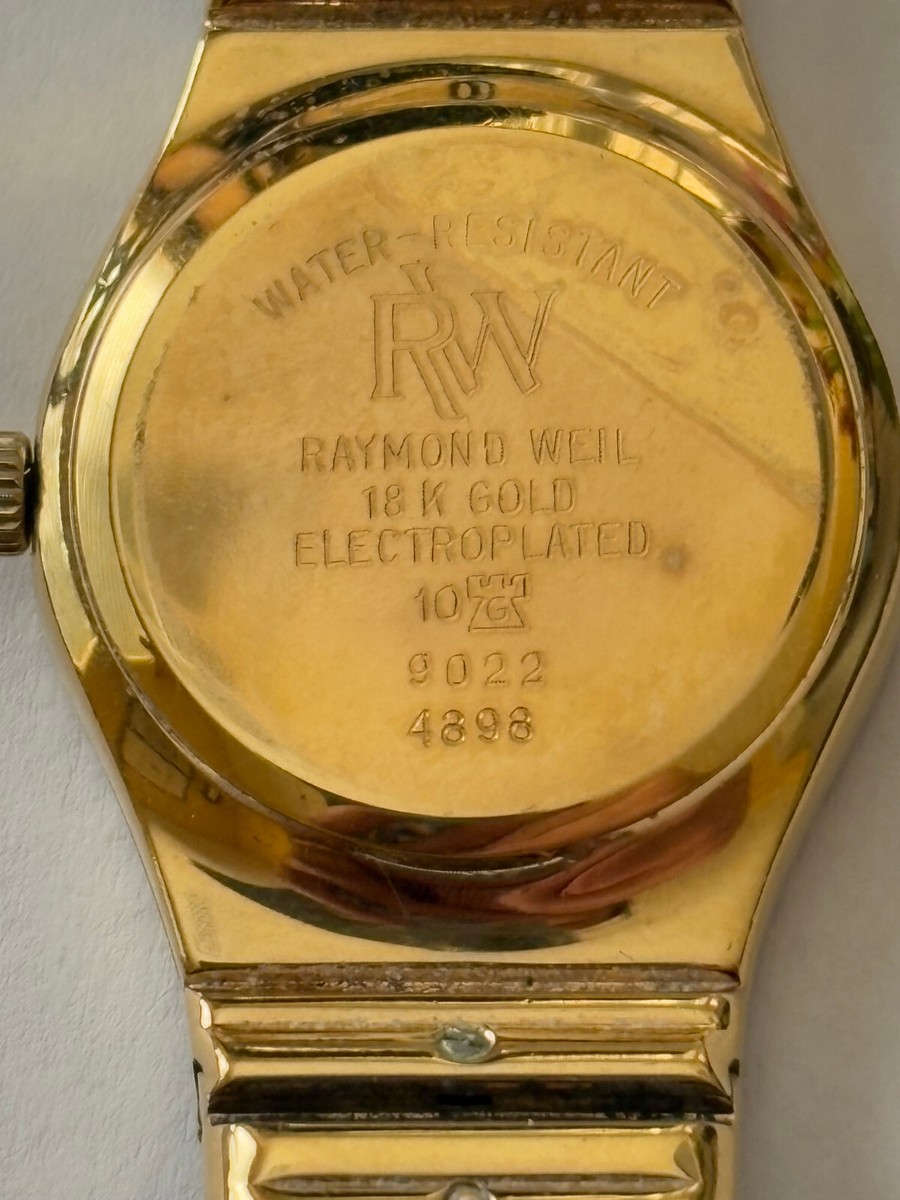 WATER-RESISTANT
RW
RAYMOND WEIL
18 K GOLD
ELECTROPLATED
10 G
9022
4898